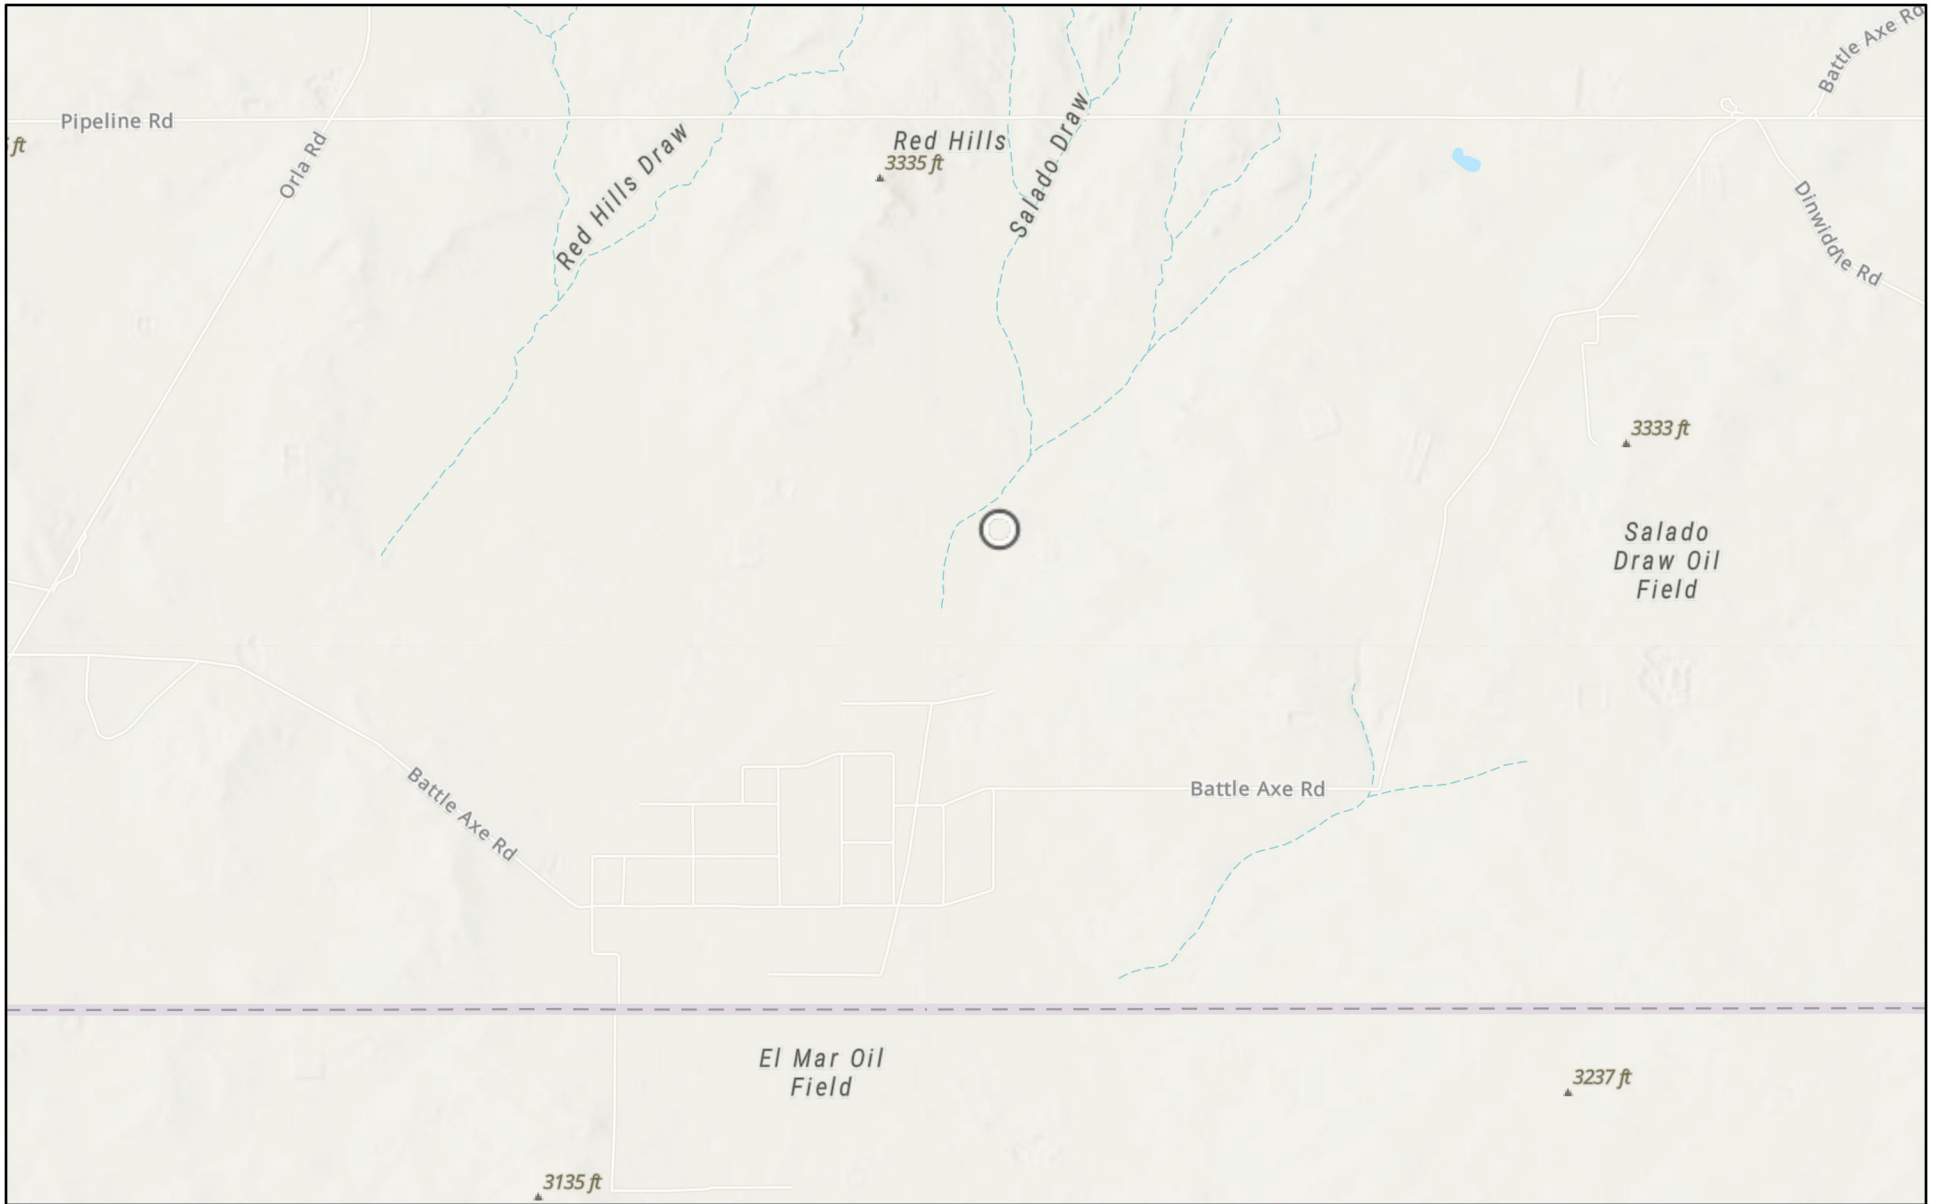 Battle Axe Rd
Pipeline Rd
ft
Orla Rd
Red Hills Draw
Red Hills
3335 ft
Salado Draw
Dinwiddie Rd
3333 ft
Salado
Draw Oil
Field
Battle Axe Rd
Battle Axe Rd
El Mar Oil
Field
3237 ft
3135 ft